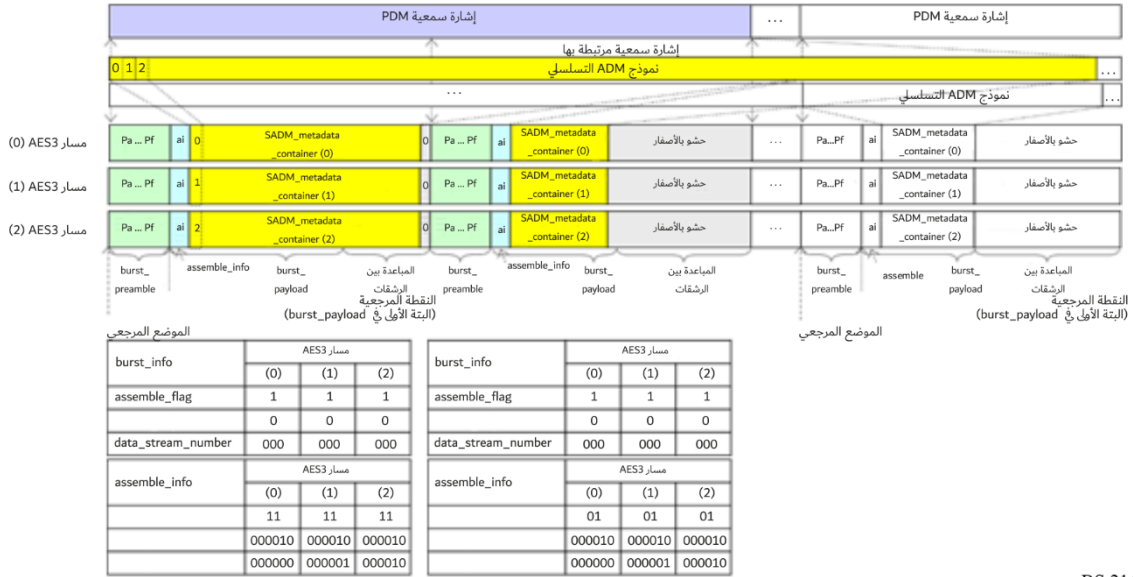 إشارة سمعية PDM ... إشارة سمعية PDM
إشارة سمعية مرتبطة بها
0 1 2 نموذج ADM التسلسلي ...
... نموذج ADM التسلسلي ...
مسار AES3 (0) Pa ... Pf ai 0 SADM_metadata _container (0) 0 Pa ... Pf ai SADM_metadata _container (0) حشو بالأصفار ... Pa...Pf ai SADM_metadata _container (0) حشو بالأصفار
مسار AES3 (1) Pa ... Pf ai 1 SADM_metadata _container (1) 0 Pa ... Pf ai SADM_metadata _container (1) حشو بالأصفار ... Pa...Pf ai SADM_metadata _container (1) حشو بالأصفار
مسار AES3 (2) Pa ... Pf ai 2 SADM_metadata _container (2) 0 Pa ... Pf ai SADM_metadata _container (2) حشو بالأصفار ... Pa...Pf ai SADM_metadata _container (2) حشو بالأصفار
burst_ preamble assemble_info burst_ payload المباعدة بين الرشقات burst_ preamble assemble_info burst_ payload المباعدة بين الرشقات burst_ preamble assemble burst_ payload المباعدة بين الرشقات
النقطة المرجعية النقطة المرجعية
(البتة الأولى في burst_payload) (البتة الأولى في burst_payload)
الموضع المرجعي الموضع المرجعي
burst_info مسار AES3
(0) (1) (2)
assemble_flag 1 1 1
0 0 0
data_stream_number 000 000 000
assemble_info مسار AES3
(0) (1) (2)
11 11 11
000010 000010 000010
000000 000001 000010
burst_info مسار AES3
(0) (1) (2)
assemble_flag 1 1 1
0 0 0
data_stream_number 000 000 000
assemble_info مسار AES3
(0) (1) (2)
01 01 01
000010 000010 000010
000000 000001 000010